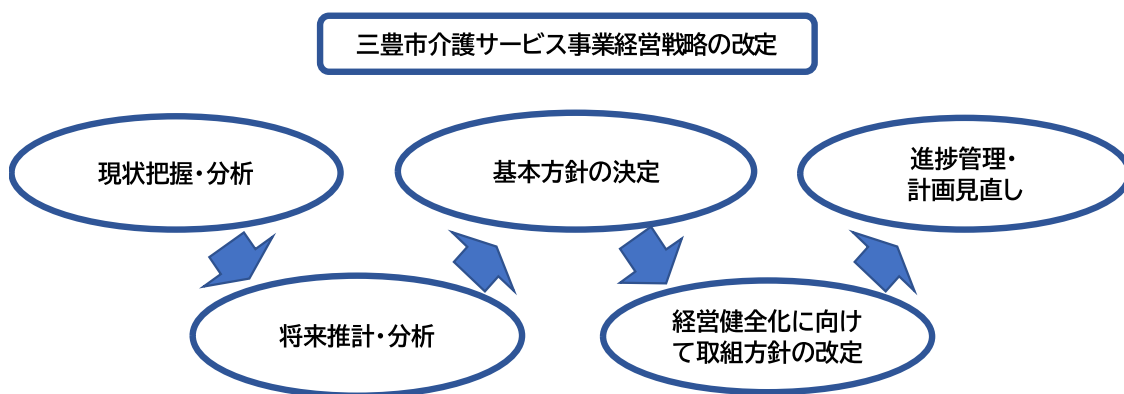 三豊市介護サービス事業経営戦略の改定
現状把握・分析
将来推計・分析
基本方針の決定
経営健全化に向け
て取組方針の改定
進捗管理・
計画見直し